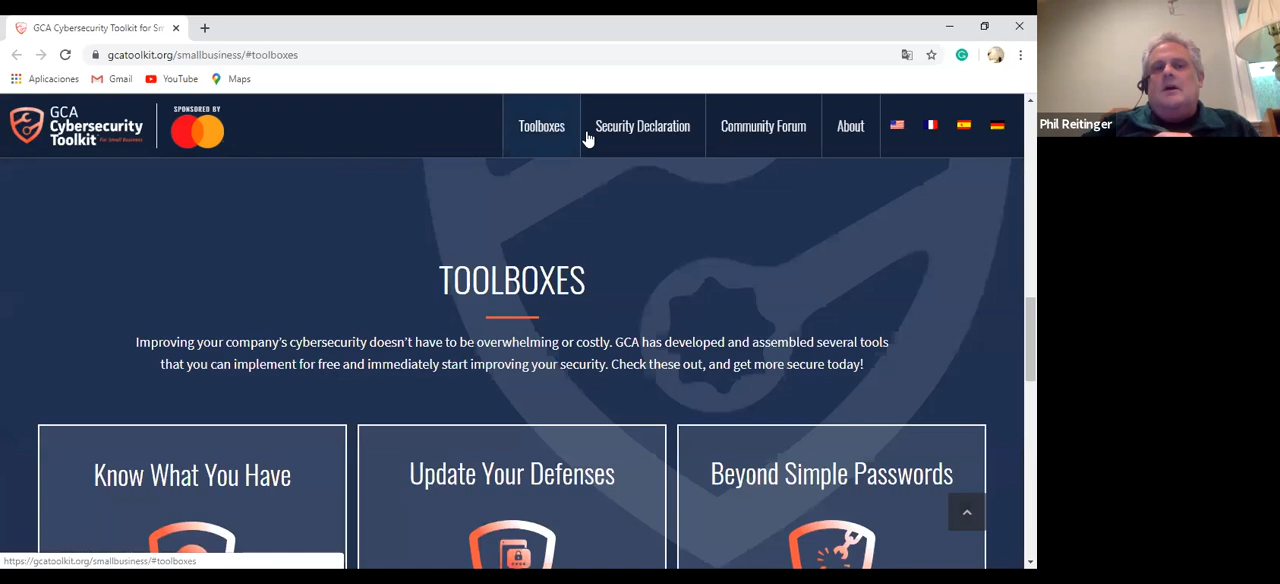 GCA Cybersecurity Toolkit for Sm
gcatoolkit.org/smallbusiness/#toolboxes
Aplicaciones Gmail YouTube Maps
GCA
Cybersecurity
Toolkit For Small Business
SPONSORED BY
Toolboxes Security Declaration Community Forum About
Phil Reitinger
TOOLBOXES
Improving your company's cybersecurity doesn't have to be overwhelming or costly. GCA has developed and assembled several tools
that you can implement for free and immediately start improving your security. Check these out, and get more secure today!
Know What You Have
Update Your Defenses
Beyond Simple Passwords
https://gcatoolkit.org/smallbusiness/#toolboxes